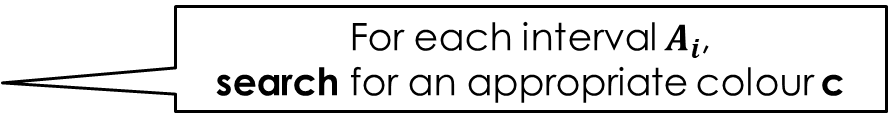 For each interval A_i,
search for an appropriate colour c